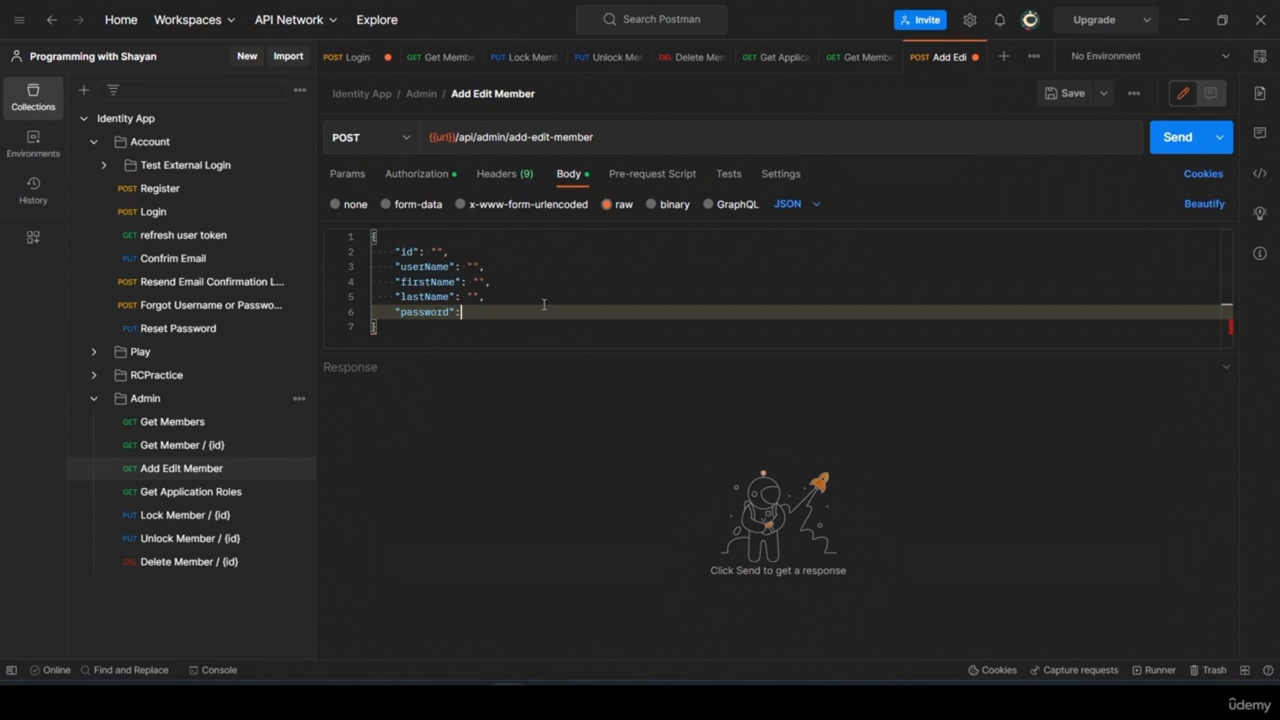 Home Workspaces API Network Explore Search Postman Invite Upgrade
Programming with Shayan New Import
POST Login GET Get Membe PUT Lock Memb PUT Unlock Mer DEL Delete Mem GET Get Applica GET Get Membe POST Add Edi No Environment
Collections
Environments
History
Identity App
Account
Test External Login
POST Register
POST Login
GET refresh user token
PUT Confrim Email
POST Resend Email Confirmation L...
POST Forgot Username or Passwo...
PUT Reset Password
Play
RCPractice
Admin
GET Get Members
GET Get Member / {id}
GET Add Edit Member
GET Get Application Roles
PUT Lock Member / {id}
PUT Unlock Member / {id}
DEL Delete Member / {id}
Identity App / Admin / Add Edit Member Save
POST {{url}}/api/admin/add-edit-member Send
Params Authorization Headers (9) Body Pre-request Script Tests Settings Cookies
none form-data x-www-form-urlencoded raw binary GraphQL JSON Beautify
1 {
2 "id": "",
3 "userName": "",
4 "firstName": "",
5 "lastName": "",
6 "password":
7 }
Response
Click Send to get a response
Online Find and Replace Console Cookies Capture requests Runner Trash
ûdemy